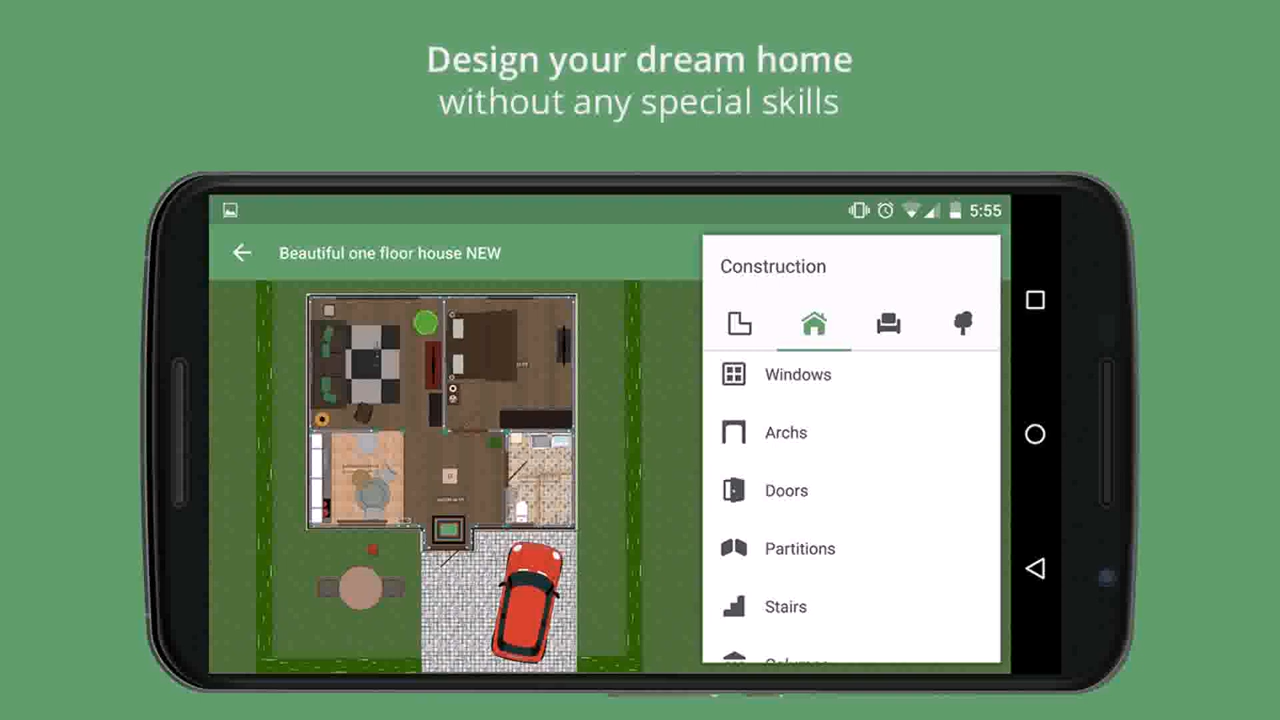 Design your dream home
without any special skills
5:55
Beautiful one floor house NEW
Construction
Windows
Archs
Doors
Partitions
Stairs